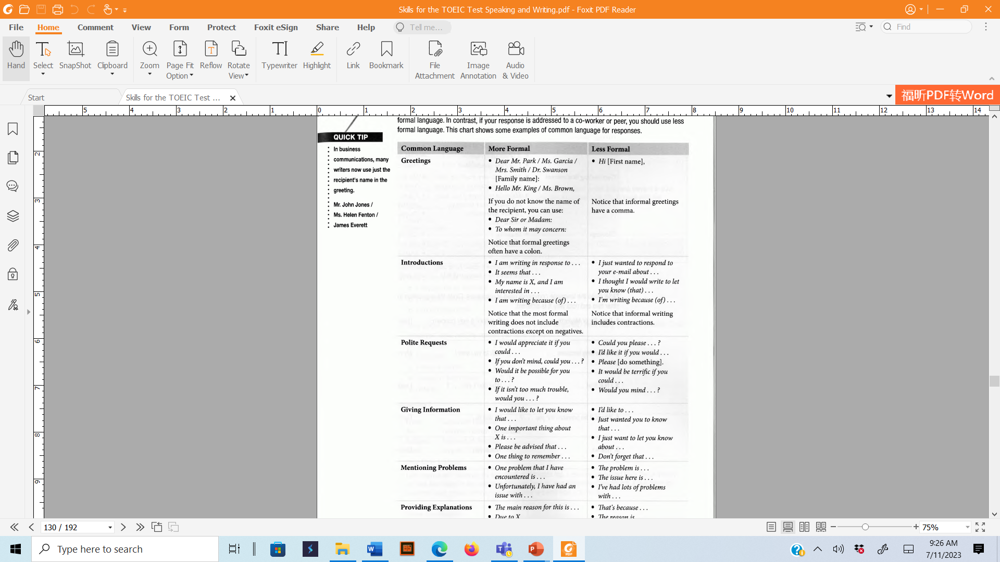 Skills for the TOEIC Test Speaking and Writing.pdf - Foxit PDF Reader
File Home Comment View Form Protect Foxit eSign Share Help Tell me... Find
Hand Select SnapShot Clipboard Zoom Page Fit Option Reflow Rotate View Typewriter Highlight Link Bookmark File Attachment Image Annotation Audio & Video
Start Skills for the TOEIC Test ... 福昕PDF转Word
5 4 3 2 1 0 1 2 3 4 5 6 7 8 9 10 11 12 13 14
2
3
4
5
6
7
8
9
formal language. In contrast, if your response is addressed to a co-worker or peer, you should use less
formal language. This chart shows some examples of common language for responses.
QUICK TIP
In business
communications, many
writers now use just the
recipient's name in the
greeting.
Mr. John Jones /
Ms. Helen Fenton /
James Everett
Common Language More Formal Less Formal
Greetings
• Dear Mr. Park / Ms. Garcia /
Mrs. Smith / Dr. Swanson
[Family name]:
• Hello Mr. King / Ms. Brown,
If you do not know the name of
the recipient, you can use:
• Dear Sir or Madam:
• To whom it may concern:
Notice that formal greetings
often have a colon.
• Hi [First name],
Notice that informal greetings
have a comma.
Introductions
• I am writing in response to . . .
• It seems that . . .
• My name is X, and I am
interested in . . .
• I am writing because (of) . . .
Notice that the most formal
writing does not include
contractions except on negatives.
• I just wanted to respond to
your e-mail about . . .
• I thought I would write to let
you know (that) . . .
• I'm writing because (of) . . .
Notice that informal writing
includes contractions.
Polite Requests
• I would appreciate it if you
could . . .
• If you don't mind, could you . . . ?
• Would it be possible for you
to . . . ?
• If it isn't too much trouble,
would you . . . ?
• Could you please . . . ?
• I'd like it if you would . . .
• Please [do something].
• It would be terrific if you
could . . .
• Would you mind . . . ?
Giving Information
• I would like to let you know
that . . .
• One important thing about
X is . . .
• Please be advised that . . .
• One thing to remember . . .
• I'd like to . . .
• Just wanted you to know
that . . .
• I just want to let you know
about . . .
• Don't forget that . . .
Mentioning Problems
• One problem that I have
encountered is . . .
• Unfortunately, I have had an
issue with . . .
• The problem is . . .
• The issue here is . . .
• I've had lots of problems
with . . .
Providing Explanations
• The main reason for this is . . .
• Due to X
• That's because . . .
• The reason is
130 / 192 75%
Type here to search
9:26 AM
7/11/2023